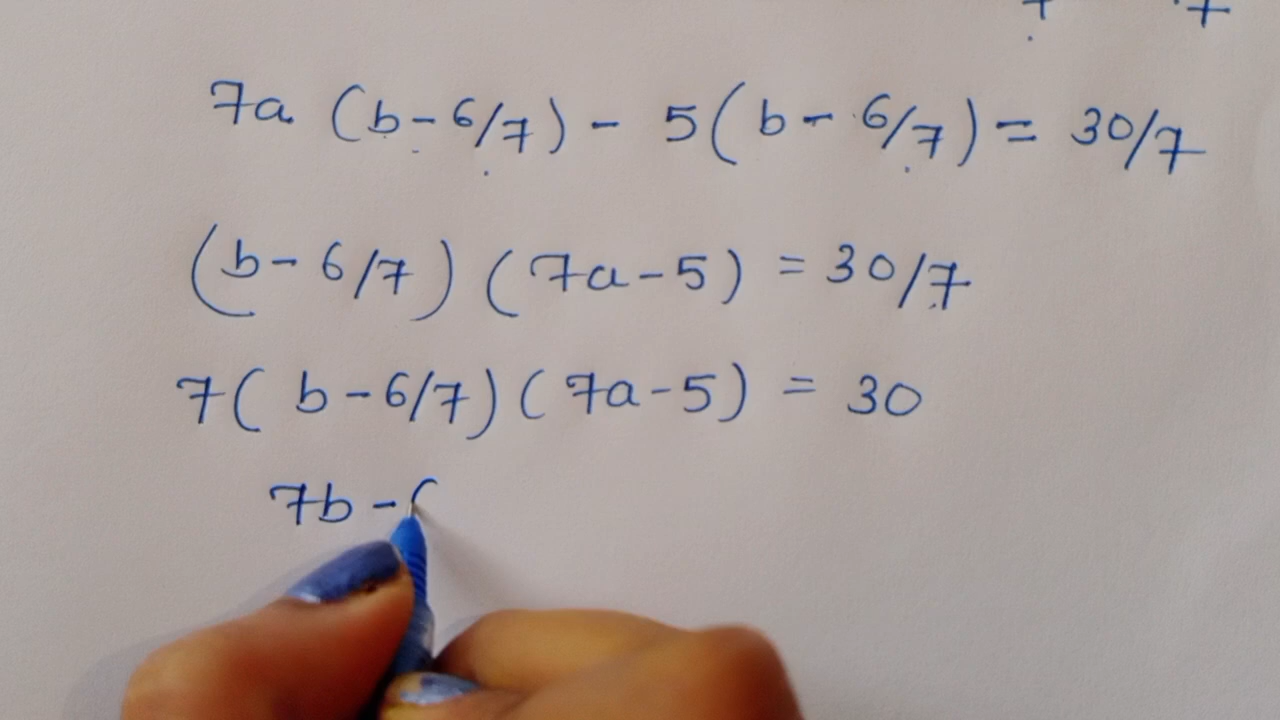 7a (b - 6/7) - 5(b - 6/7) = 30/7
(b - 6/7) (7a - 5) = 30/7
7( b - 6/7) ( 7a - 5) = 30
7b -